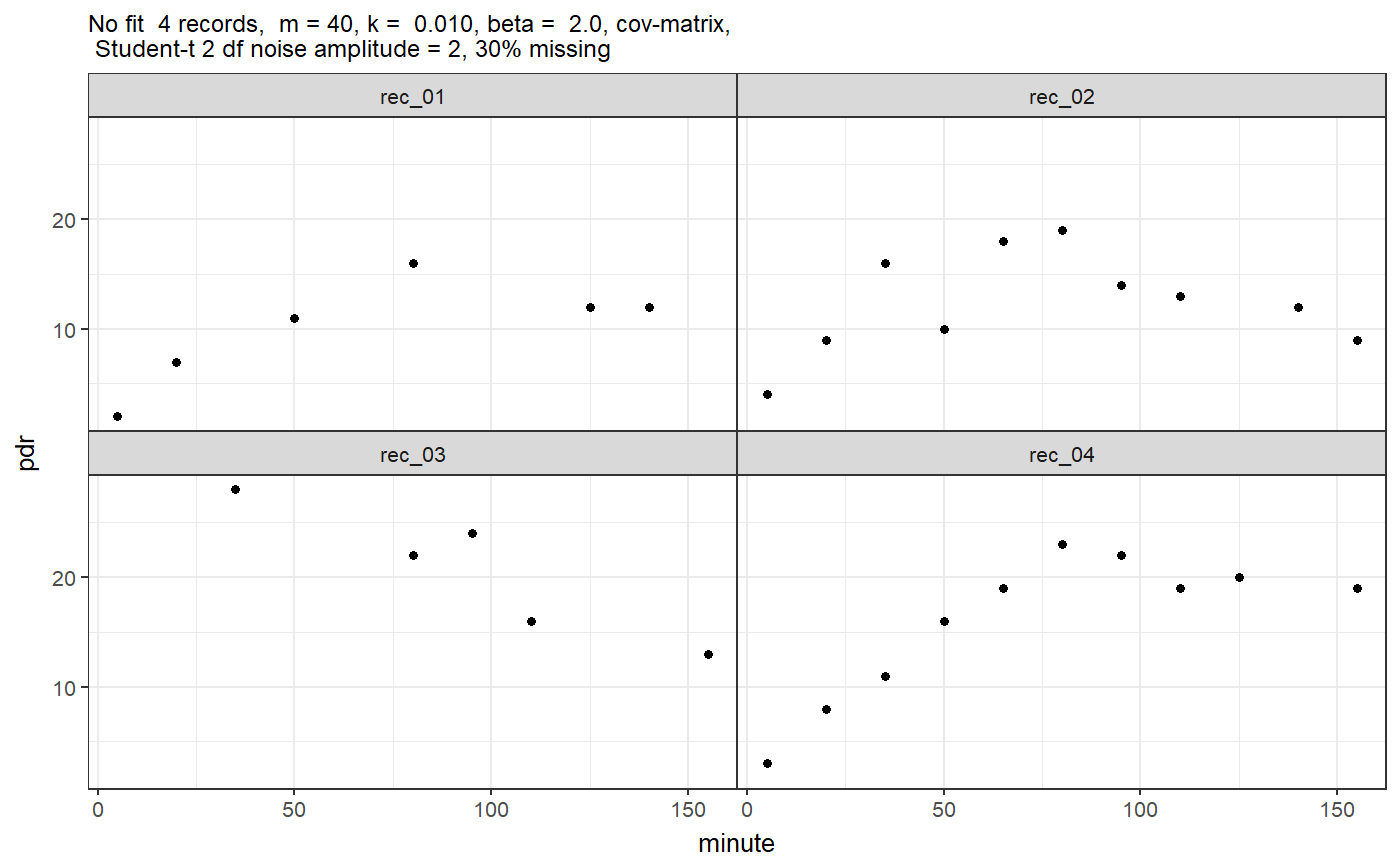 No fit  4 records,  m = 40, k =  0.010, beta =  2.0, cov-matrix,
Student-t 2 df noise amplitude = 2, 30% missing
rec_01 rec_02
20
10
rec_03 rec_04
20
10
0 50 100 150 0 50 100 150
minute
pdr